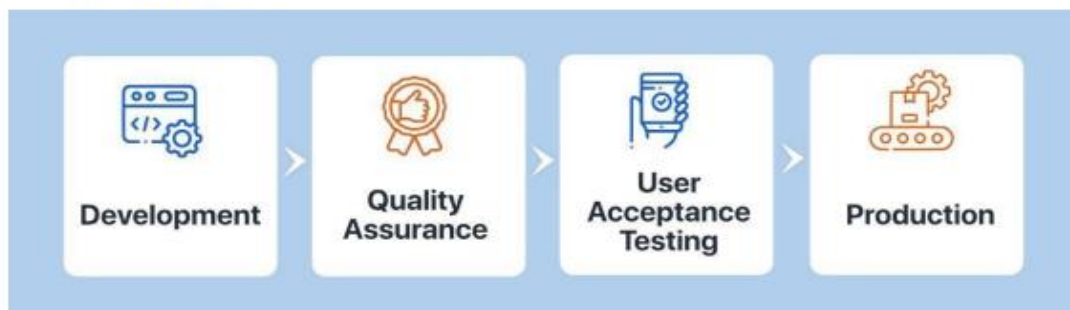 Development
Quality
Assurance
User
Acceptance
Testing
Production